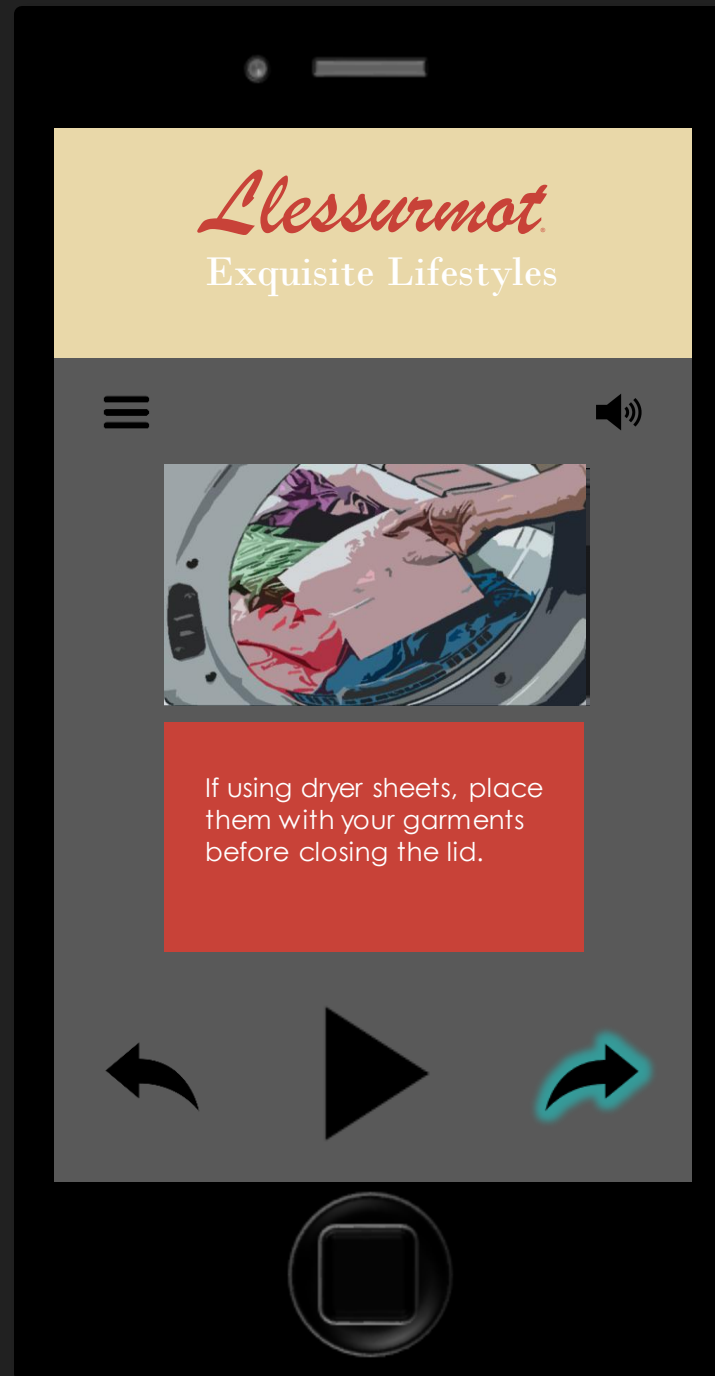 Llessurmot
Exquisite Lifestyles
If using dryer sheets, place
them with your garments
before closing the lid.